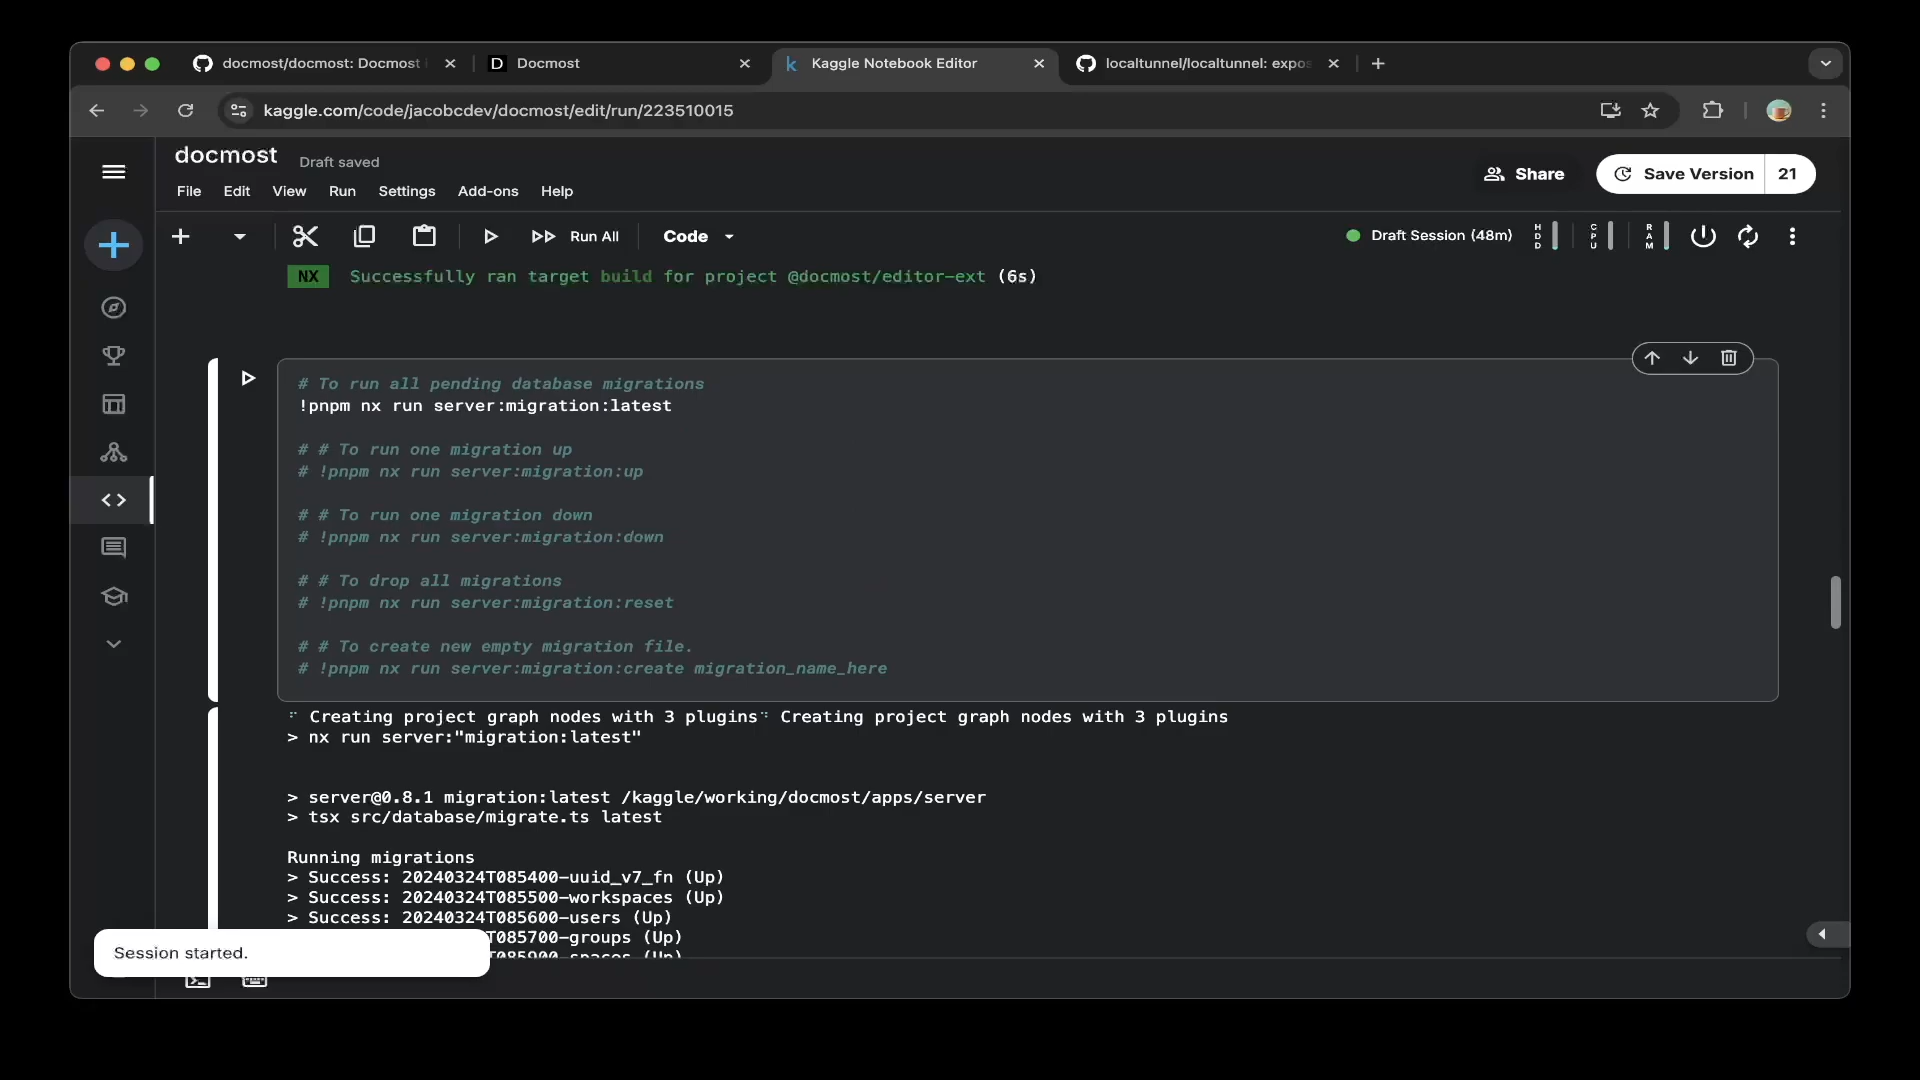 docmost/docmost: Docmost
Docmost
Kaggle Notebook Editor
localtunnel/localtunnel: expos
kaggle.com/code/jacobcdev/docmost/edit/run/223510015
docmost
Draft saved
Share
Save Version
21
File
Edit
View
Run
Settings
Add-ons
Help
Run All
Code
Draft Session (48m)
HDD
CPU
RAM
NX Successfully ran target build for project @docmost/editor-ext (6s)
# To run all pending database migrations
!pnpm nx run server:migration:latest
# # To run one migration up
# !pnpm nx run server:migration:up
# # To run one migration down
# !pnpm nx run server:migration:down
# # To drop all migrations
# !pnpm nx run server:migration:reset
# # To create new empty migration file.
# !pnpm nx run server:migration:create migration_name_here
Creating project graph nodes with 3 plugins Creating project graph nodes with 3 plugins
> nx run server:"migration:latest"
> server@0.8.1 migration:latest /kaggle/working/docmost/apps/server
> tsx src/database/migrate.ts latest
Running migrations
> Success: 20240324T085400-uuid_v7_fn (Up)
> Success: 20240324T085500-workspaces (Up)
> Success: 20240324T085600-users (Up)
T085700-groups (Up)
T085900-spaces (Up)
Session started.